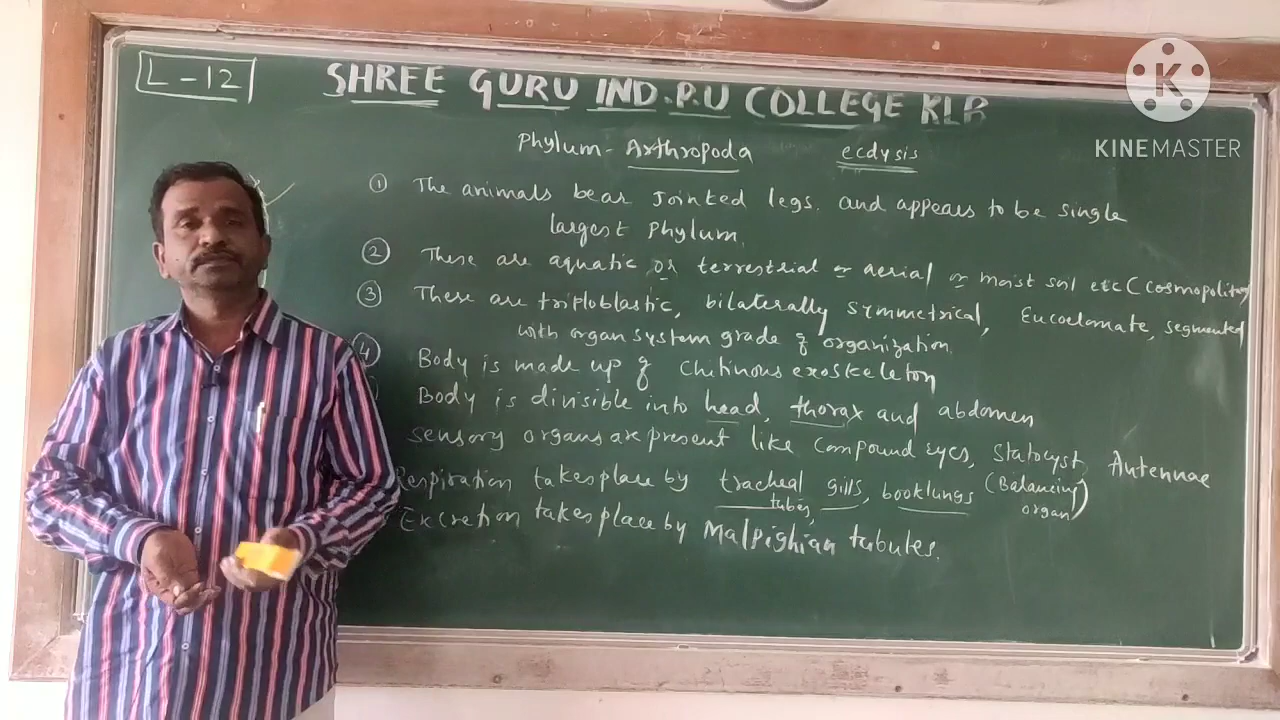 L-12
SHREE GURU IND.P.U COLLEGE KLB
K
KINEMASTER
Phylum - Arthropoda ecdysis
① The animals bear Jointed legs. and appears to be single
largest Phylum.
② These are aquatic or terrestrial or aerial or moist soil etc (cosmopolitan)
③ These are triploblastic, bilaterally symmetrical, Eucoelomate, segmented
with organ system grade of organization.
④ Body is made up of chitinous exoskeleton
Body is divisible into head, thorax and abdomen
Sensory organs are present like compound eyes, statocyst, Antennae
(Balancing organ)
Respiration takesplace by tracheal tubes, gills, booklungs
Excretion takesplace by Malpighian tubules.